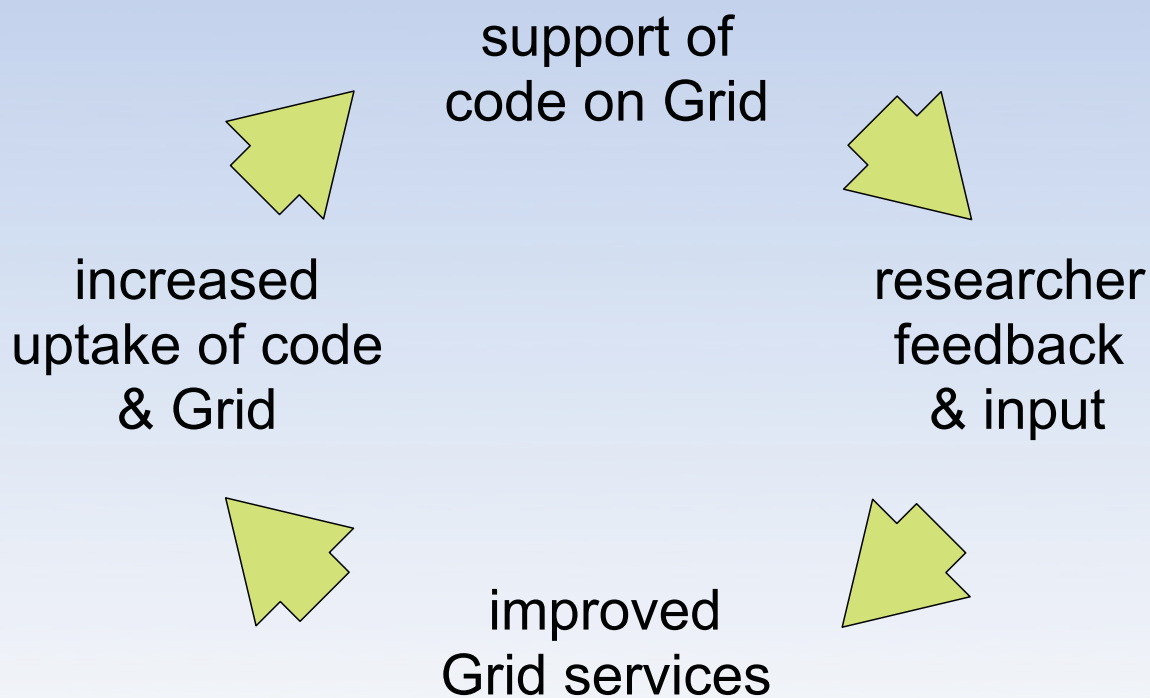 support of
code on Grid
increased
uptake of code
& Grid
researcher
feedback
& input
improved
Grid services